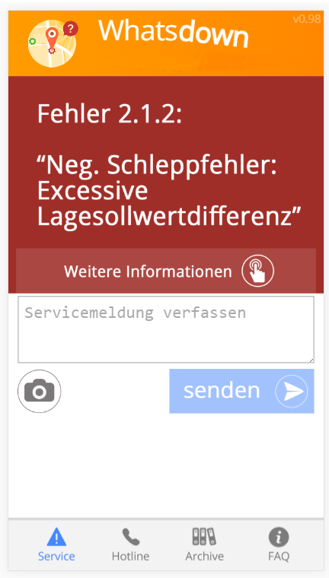 Whatsdown
v0.98
?
Fehler 2.1.2:
“Neg. Schleppfehler:
Excessive
Lagesollwertdifferenz”
Weitere Informationen
Servicemeldung verfassen
senden
Service
Hotline
Archive
FAQ